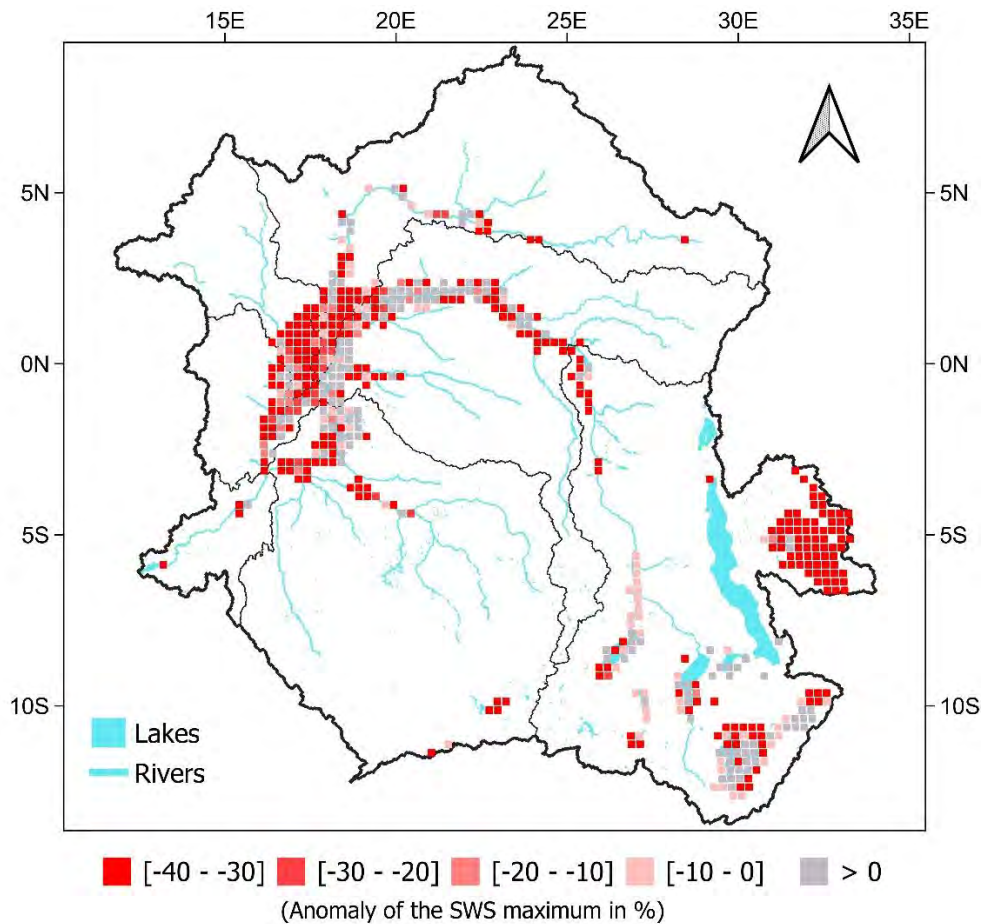 15E 20E 25E 30E 35E
5N 5N
0N 0N
5S 5S
10S 10S
Lakes
Rivers
[-40 - -30] [-30 - -20] [-20 - -10] [-10 - 0] > 0
(Anomaly of the SWS maximum in %)